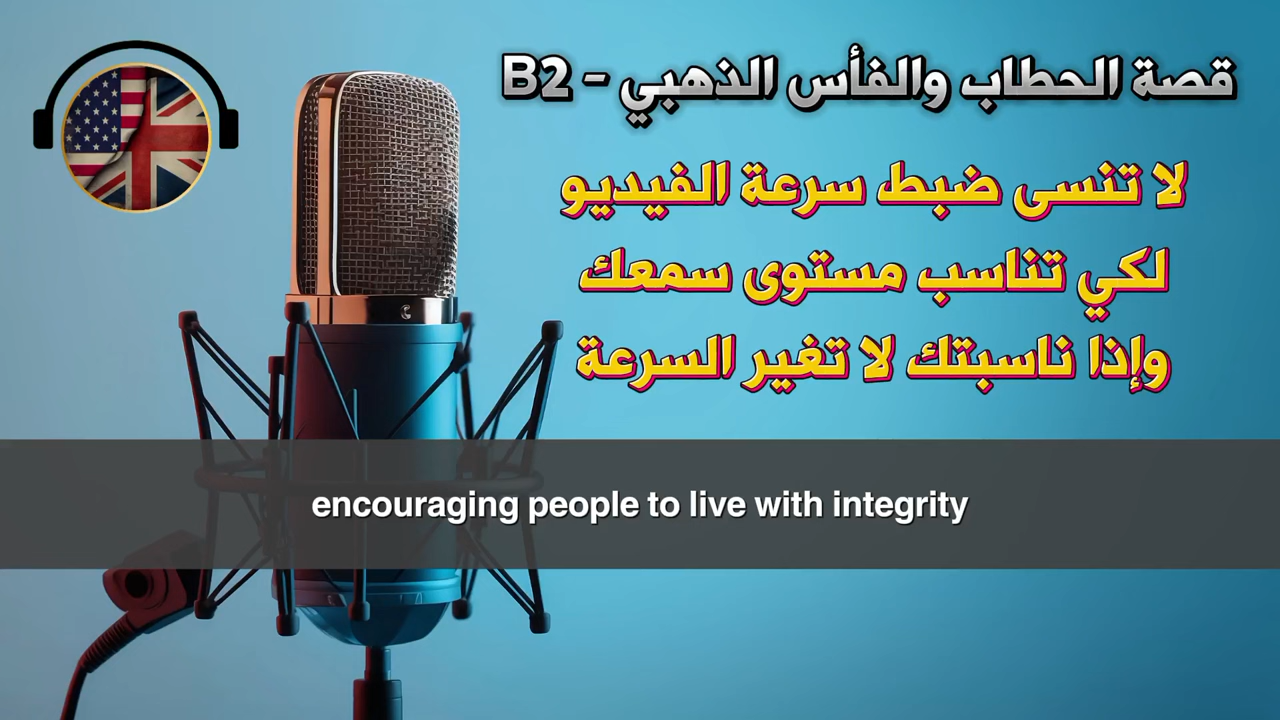 قصة الحطاب والفأس الذهبي - B2
لا تنسى ضبط سرعة الفيديو
لكي تناسب مستوى سمعك
وإذا ناسبتك لا تغير السرعة
encouraging people to live with integrity